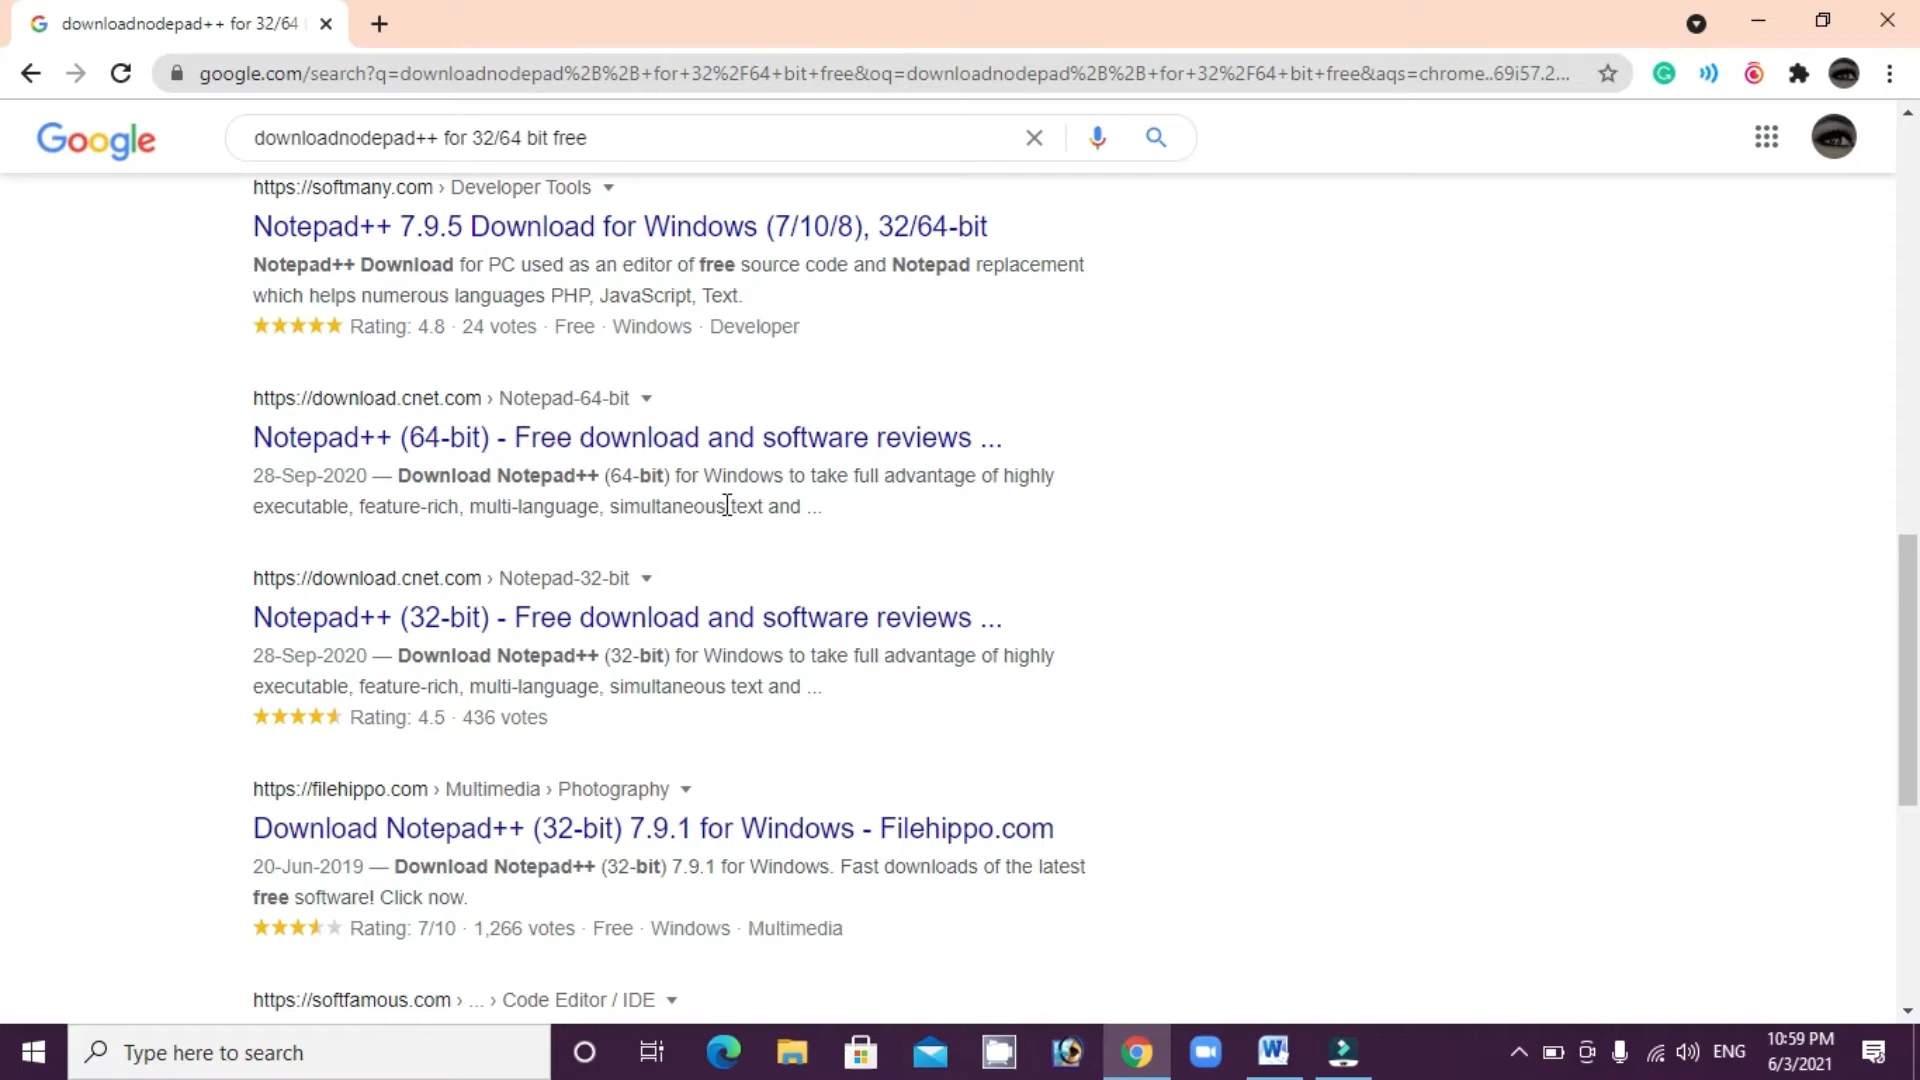 downloadnodepad++ for 32/64
google.com/search?q=downloadnodepad%2B%2B+for+32%2F64+bit+free&oq=downloadnodepad%2B%2B+for+32%2F64+bit+free&aqs=chrome..69i57.2...
Google
downloadnodepad++ for 32/64 bit free
https://softmany.com › Developer Tools
Notepad++ 7.9.5 Download for Windows (7/10/8), 32/64-bit
Notepad++ Download for PC used as an editor of free source code and Notepad replacement
which helps numerous languages PHP, JavaScript, Text.
Rating: 4.8 · 24 votes · Free · Windows · Developer
https://download.cnet.com › Notepad-64-bit
Notepad++ (64-bit) - Free download and software reviews ...
28-Sep-2020 — Download Notepad++ (64-bit) for Windows to take full advantage of highly
executable, feature-rich, multi-language, simultaneous text and ...
https://download.cnet.com › Notepad-32-bit
Notepad++ (32-bit) - Free download and software reviews ...
28-Sep-2020 — Download Notepad++ (32-bit) for Windows to take full advantage of highly
executable, feature-rich, multi-language, simultaneous text and ...
Rating: 4.5 · 436 votes
https://filehippo.com › Multimedia › Photography
Download Notepad++ (32-bit) 7.9.1 for Windows - Filehippo.com
20-Jun-2019 — Download Notepad++ (32-bit) 7.9.1 for Windows. Fast downloads of the latest
free software! Click now.
Rating: 7/10 · 1,266 votes · Free · Windows · Multimedia
https://softfamous.com › ... › Code Editor / IDE
Type here to search
ENG
10:59 PM
6/3/2021